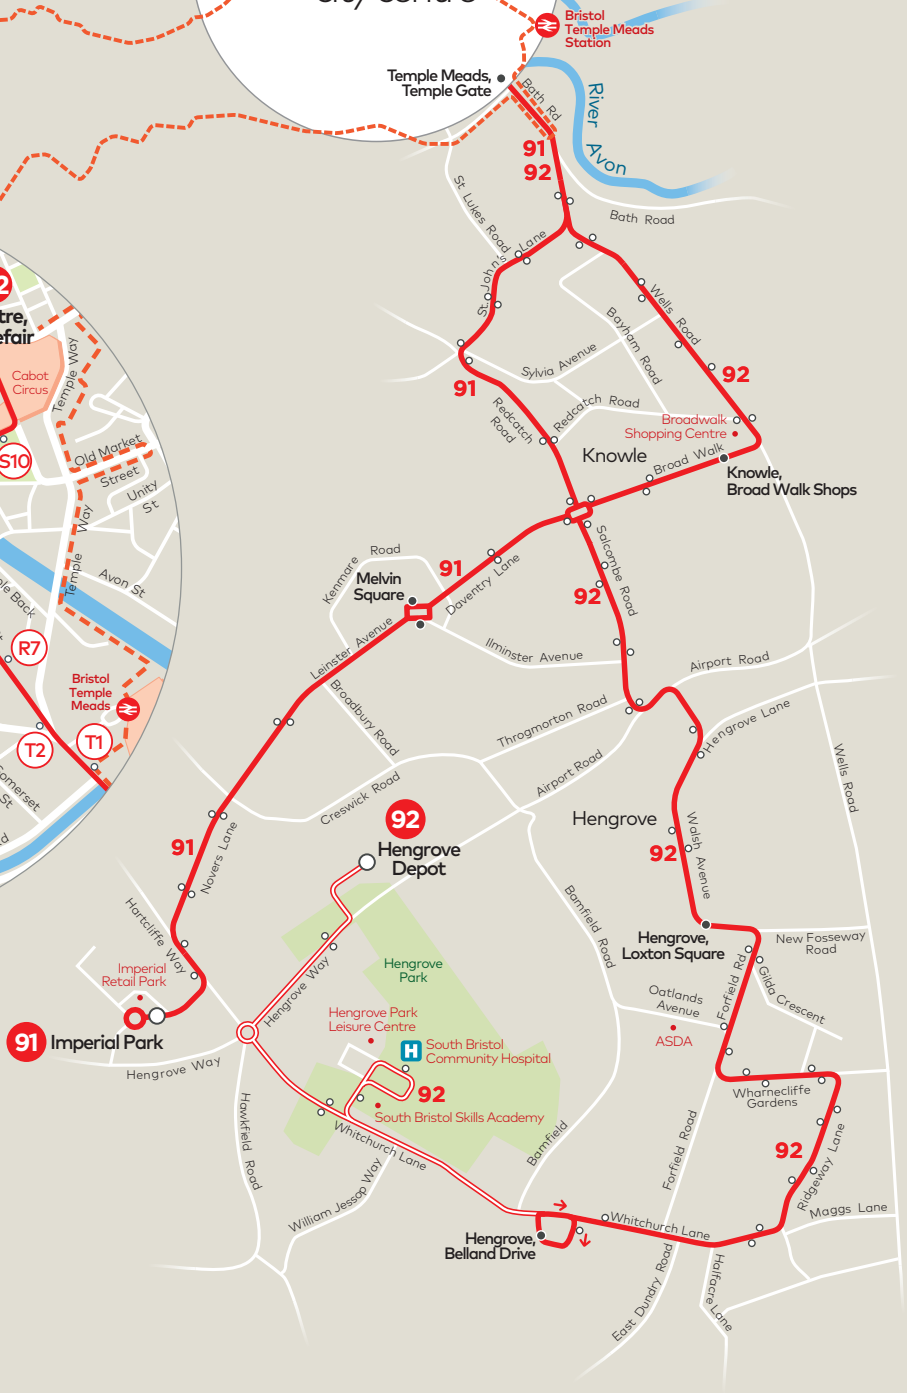 Bristol
Temple Meads
Station
Temple Meads,
Temple Gate
Bath Rd
River Avon
91
92
St Lukes Road
Bath Road
St John's Lane
Wells Road
Bayham Road
Sylvia Avenue
92
91
Redcatch
Road
Redcatch Road
Broadwalk
Shopping Centre
Knowle
Broad Walk
Knowle,
Broad Walk Shops
tre,
efair
Cabot
Circus
Temple Way
S10
Old Market
Street
Unity
St
Temple Way
Avon St
R7
Bristol
Temple
Meads
T2
T1
omerset
St
Kenmare Road
Melvin
Square
91
Daventry Lane
Salcombe Road
92
Leinster Avenue
Ilminster Avenue
Airport Road
Broadbury Road
Throgmorton Road
Hengrove Lane
Airport Road
Wells Road
Creswick Road
92
Hengrove
Depot
Hengrove
91
Novers Lane
Walsh Avenue
92
Hartcliffe Way
Bamfield Road
Hengrove,
Loxton Square
New Fosseway
Road
Imperial
Retail Park
Hengrove Way
Hengrove
Park
Forfield Rd
Gilda Crescent
Oatlands
Avenue
ASDA
91
Imperial Park
Hengrove Park
Leisure Centre
H
South Bristol
Community Hospital
92
South Bristol Skills Academy
Hengrove Way
Wharnecliffe
Gardens
Hawkfield Road
Whitchurch Lane
Bamfield
Forfield Road
92
Ridgeway Lane
William Jessop Way
Maggs Lane
Whitchurch Lane
Hengrove,
Belland Drive
East Dundry Road
Halfacre Lane